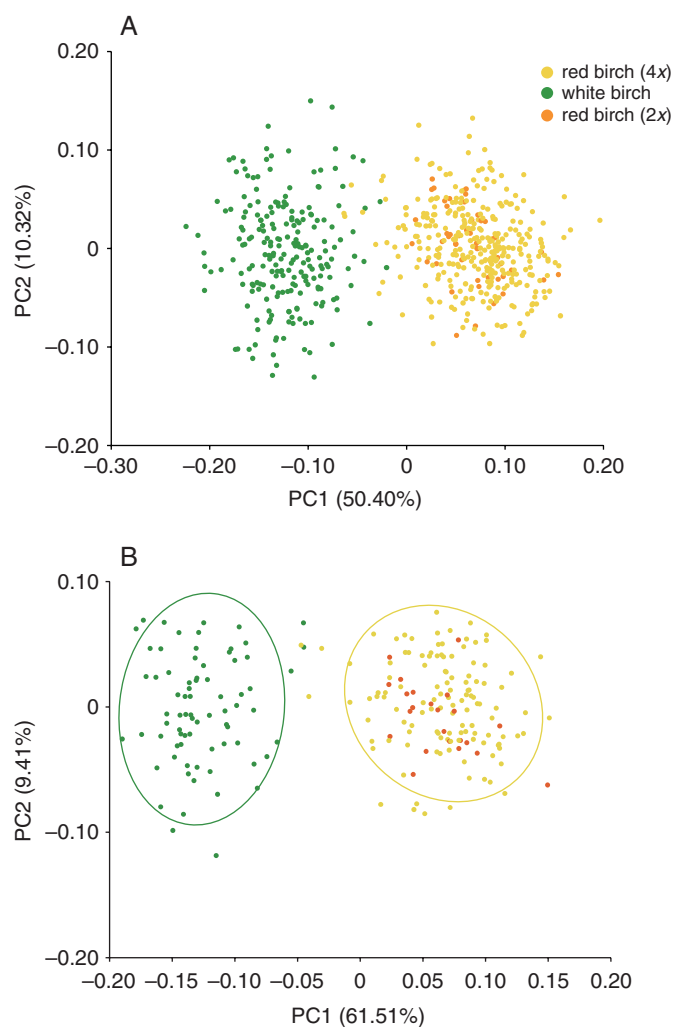 A
0.20
red birch (4x)
white birch
red birch (2x)
0.10
0
−0.10
−0.20
PC2 (10.32%)
−0.30 −0.20 −0.10 0 0.10 0.20
PC1 (50.40%)
B
0.10
0
−0.10
−0.20
PC2 (9.41%)
−0.20 −0.15 −0.10 −0.05 0 0.05 0.10 0.15 0.20
PC1 (61.51%)